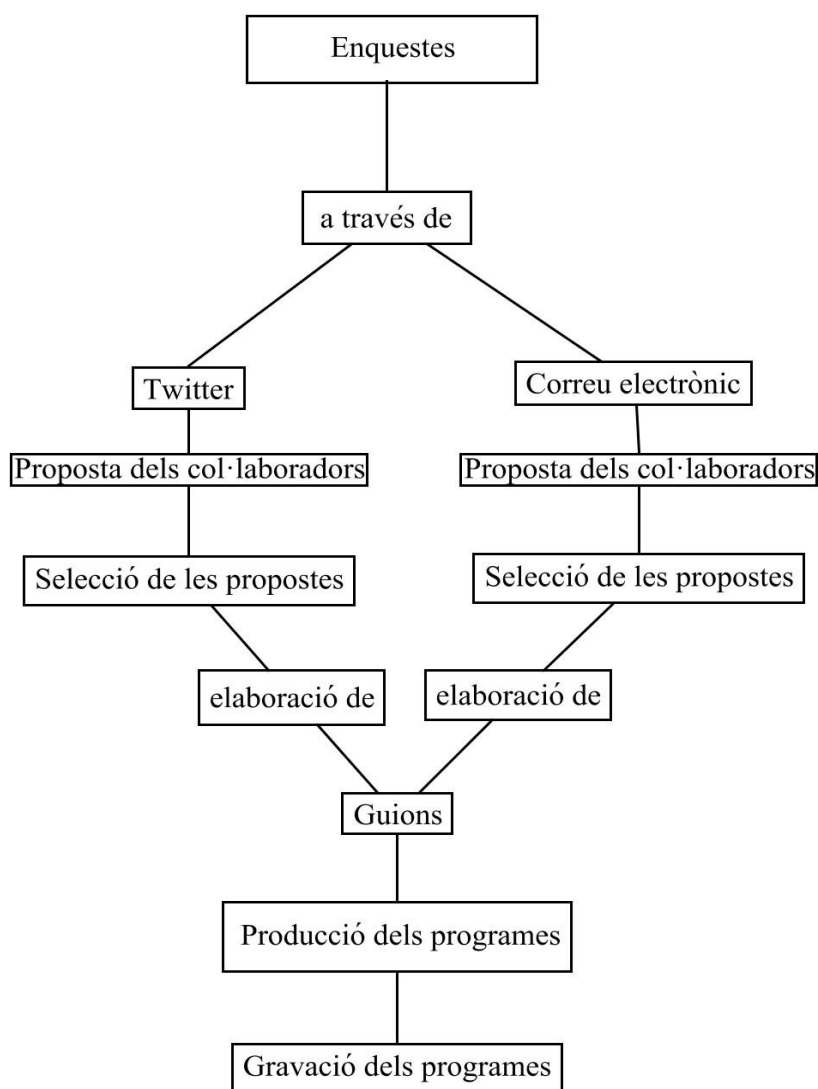 Enquestes
a través de
Twitter
Correu electrònic
Proposta dels col·laboradors
Proposta dels col·laboradors
Selecció de les propostes
Selecció de les propostes
elaboració de
elaboració de
Guions
Producció dels programes
Gravació dels programes